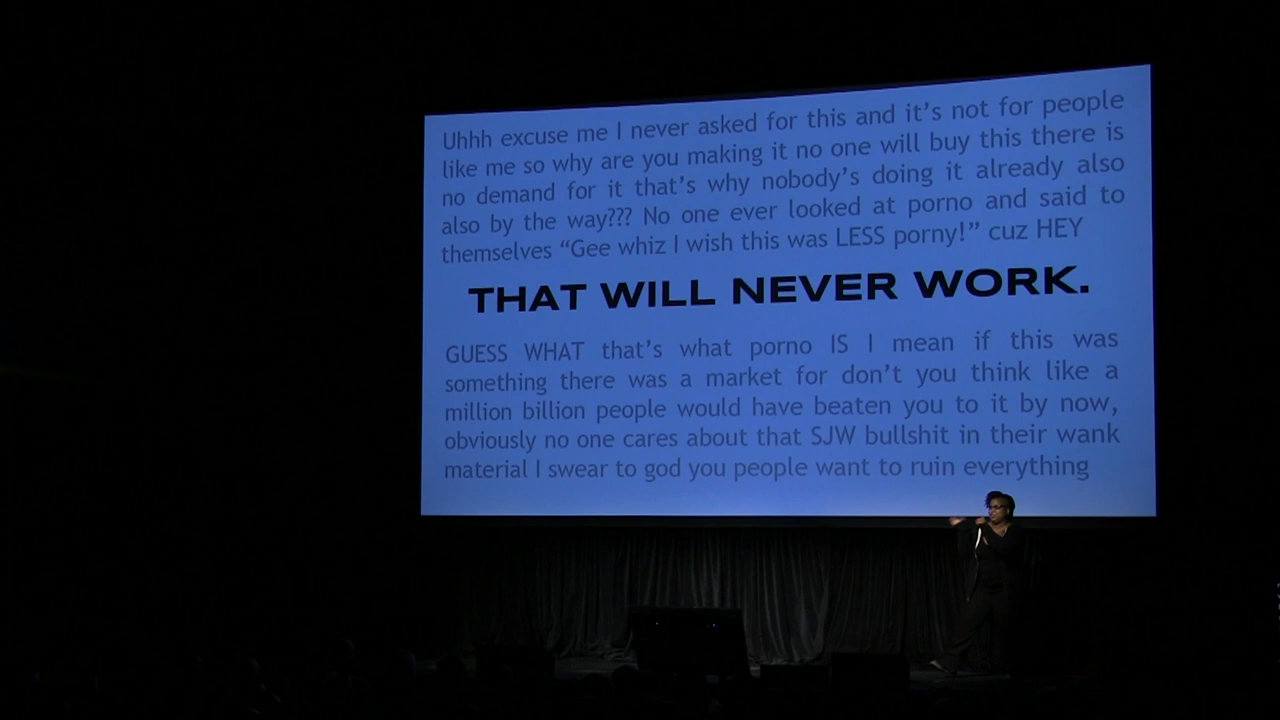 Uhhh excuse me I never asked for this and it's not for people
like me so why are you making it no one will buy this there is
no demand for it that's why nobody's doing it already also
also by the way??? No one ever looked at porno and said to
themselves “Gee whiz I wish this was LESS porny!” cuz HEY
THAT WILL NEVER WORK.
GUESS WHAT that's what porno IS I mean if this was
something there was a market for don't you think like a
million billion people would have beaten you to it by now,
obviously no one cares about that SJW bullshit in their wank
material I swear to god you people want to ruin everything